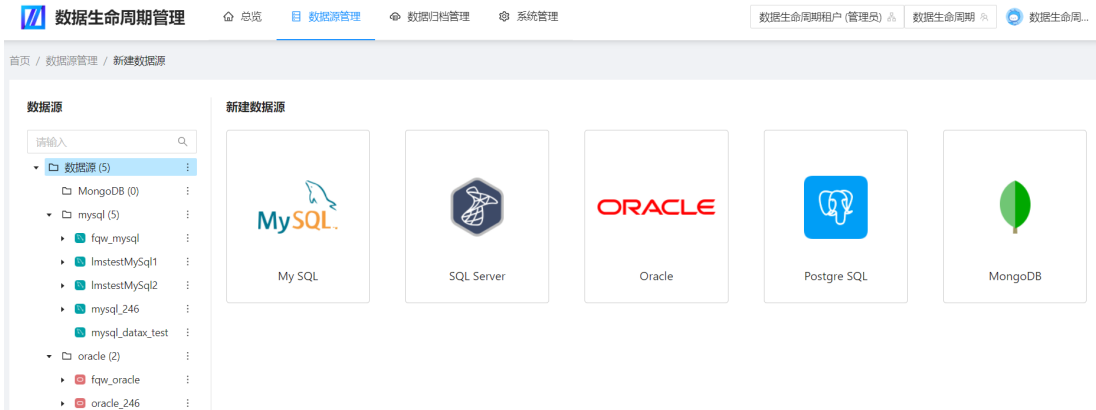 数据生命周期管理
总览
数据源管理
数据归档管理
系统管理
数据生命周期租户 (管理员)
数据生命周期
数据生命周...
首页 / 数据源管理 / 新建数据源
数据源
请输入
数据源 (5)
MongoDB (0)
mysql (5)
fqw_mysql
lmstestMySql1
lmstestMySql2
mysql_246
mysql_datax_test
oracle (2)
fqw_oracle
oracle_246
新建数据源
MySQL
ORACLE
My SQL
SQL Server
Oracle
Postgre SQL
MongoDB